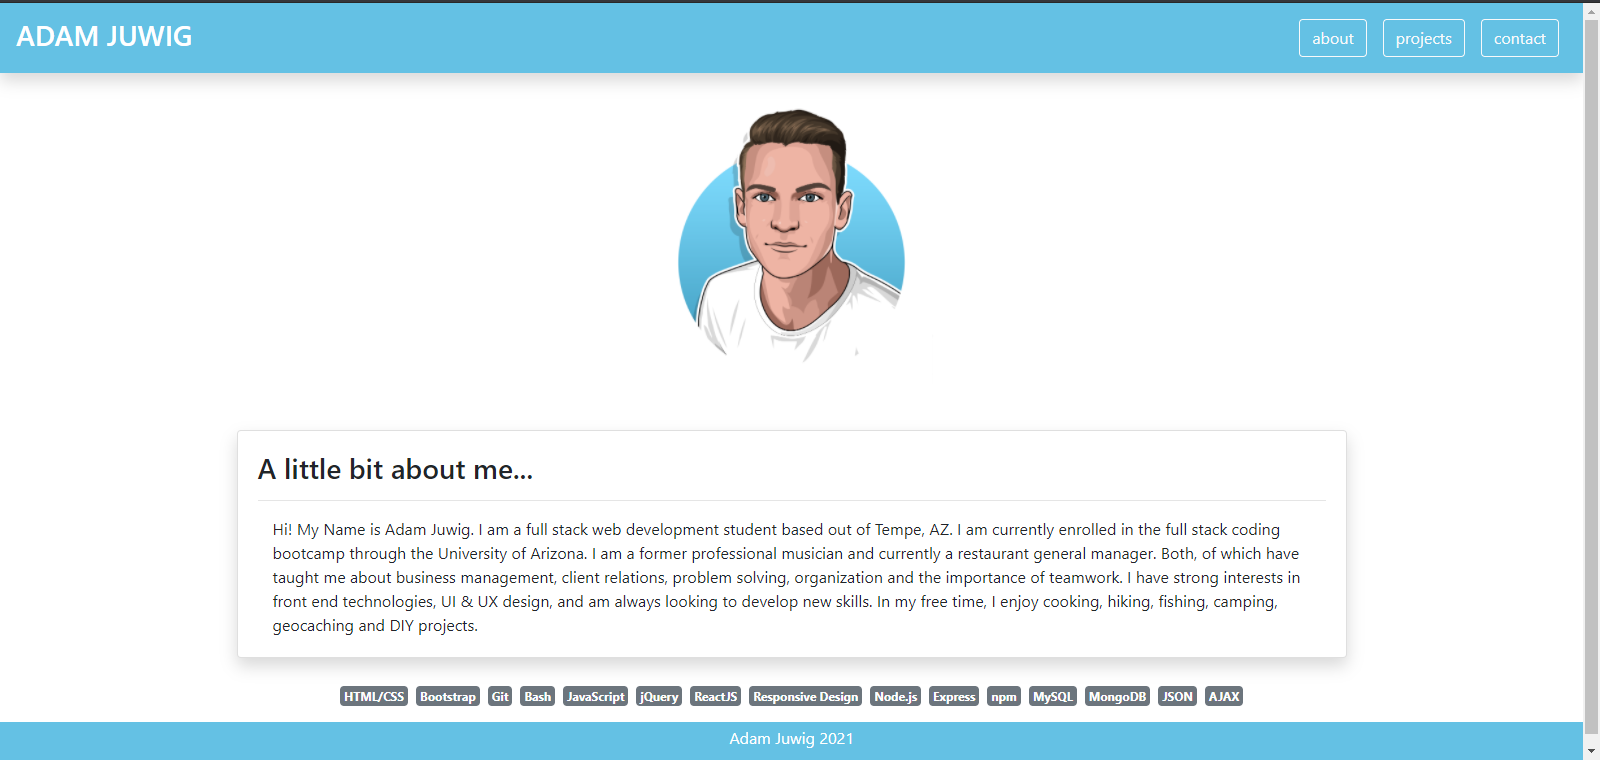 ADAM JUWIG
about projects contact
A little bit about me...
Hi! My Name is Adam Juwig. I am a full stack web development student based out of Tempe, AZ. I am currently enrolled in the full stack coding
bootcamp through the University of Arizona. I am a former professional musician and currently a restaurant general manager. Both, of which have
taught me about business management, client relations, problem solving, organization and the importance of teamwork. I have strong interests in
front end technologies, UI & UX design, and am always looking to develop new skills. In my free time, I enjoy cooking, hiking, fishing, camping,
geocaching and DIY projects.
HTML/CSS Bootstrap Git Bash JavaScript jQuery ReactJS Responsive Design Node.js Express npm MySQL MongoDB JSON AJAX
Adam Juwig 2021